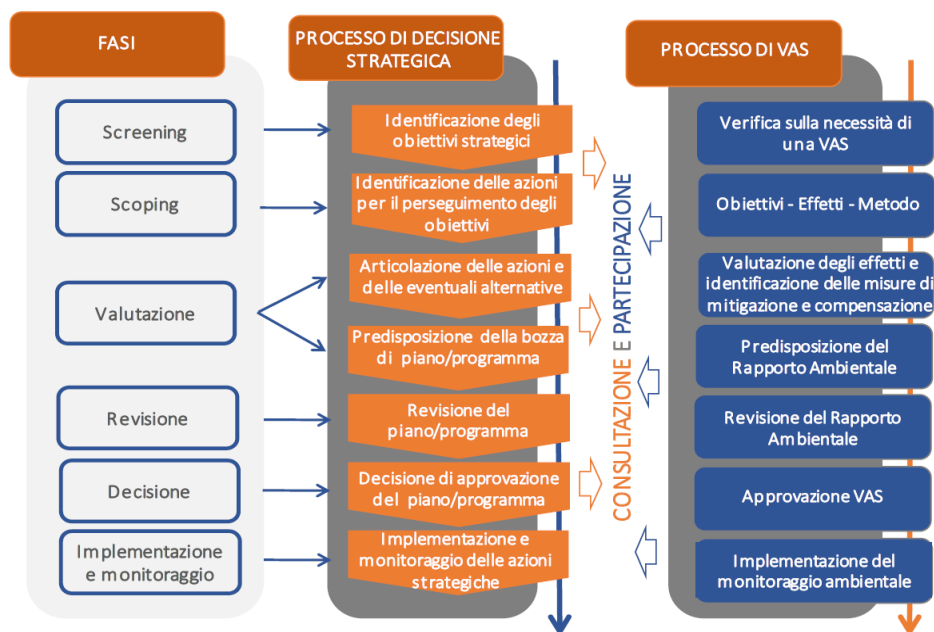 FASI
PROCESSO DI DECISIONE
STRATEGICA
PROCESSO DI VAS
Screening
Scoping
Valutazione
Revisione
Decisione
Implementazione
e monitoraggio
Identificazione degli
obiettivi strategici
Identificazione delle azioni
per il perseguimento degli
obiettivi
Articolazione delle azioni e
delle eventuali alternative
Predisposizione della bozza
di piano/programma
Revisione del
piano/programma
Decisione di approvazione
del piano/programma
Implementazione e
monitoraggio delle azioni
strategiche
CONSULTAZIONE E PARTECIPAZIONE
Verifica sulla necessità di
una VAS
Obiettivi - Effetti - Metodo
Valutazione degli effetti e
identificazione delle misure di
mitigazione e compensazione
Predisposizione del
Rapporto Ambientale
Revisione del Rapporto
Ambientale
Approvazione VAS
Implementazione del
monitoraggio ambientale